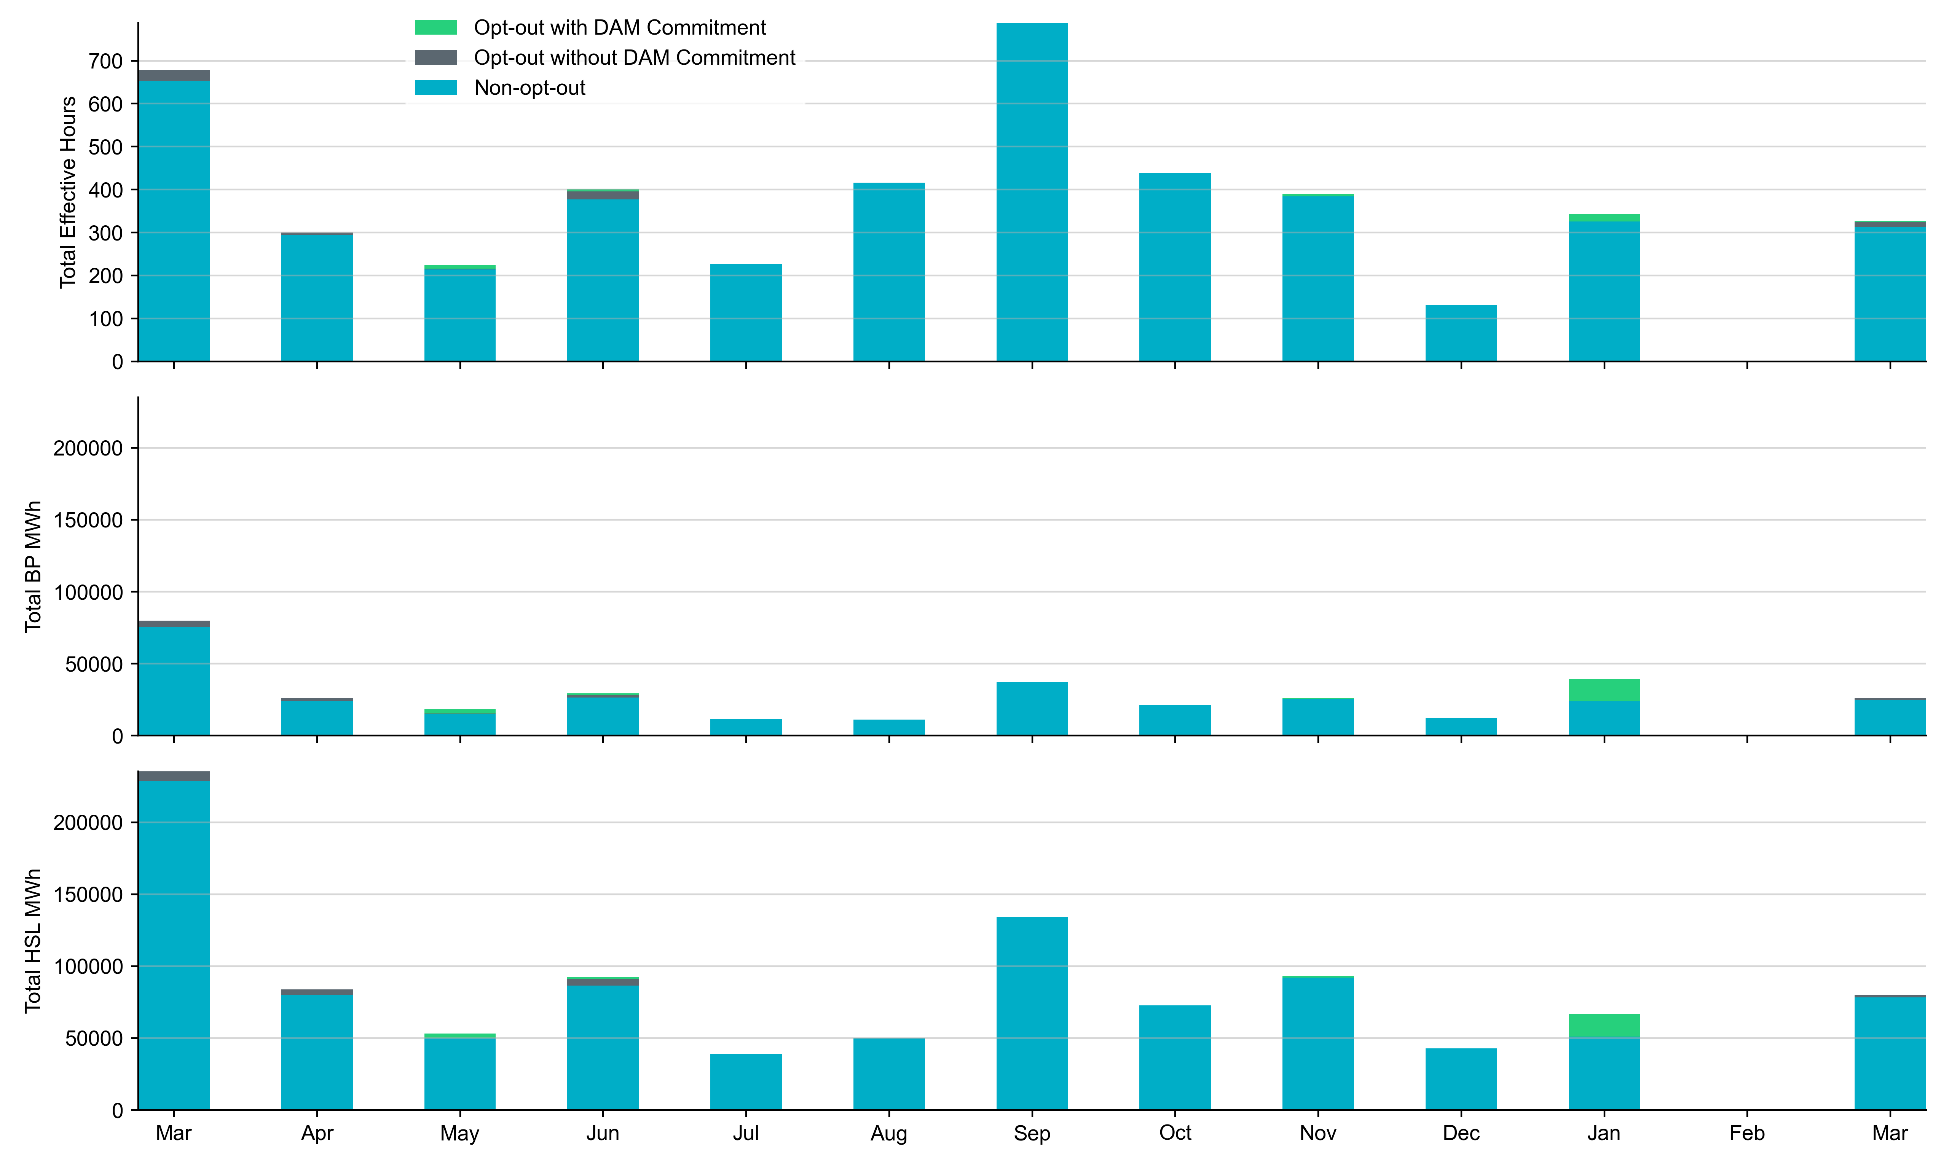 Opt-out with DAM Commitment
Opt-out without DAM Commitment
Non-opt-out
Total Effective Hours
700
600
500
400
300
200
100
0
Total BP MWh
200000
150000
100000
50000
0
Total HSL MWh
200000
150000
100000
50000
0
Mar Apr May Jun Jul Aug Sep Oct Nov Dec Jan Feb Mar